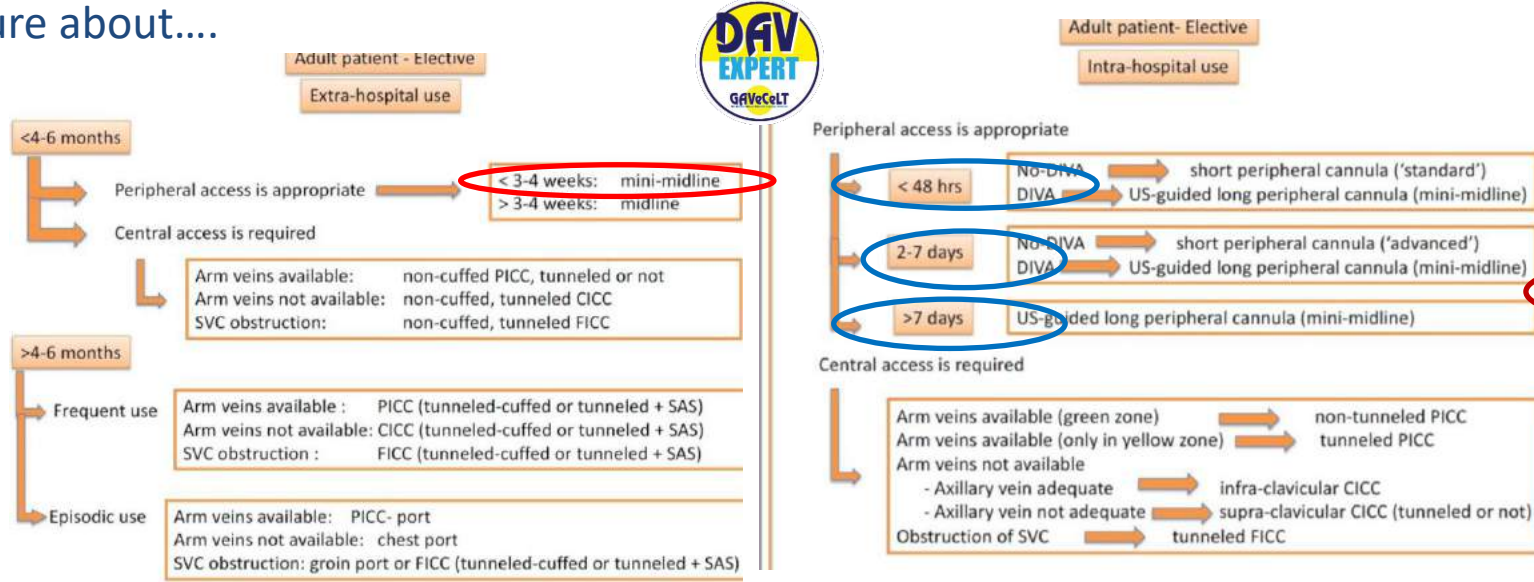 ure about….
DAV
EXPERT
GAVeCeLT
Adult patient - Elective
Extra-hospital use
<4-6 months
Peripheral access is appropriate
< 3-4 weeks: mini-midline
> 3-4 weeks: midline
Central access is required
Arm veins available: non-cuffed PICC, tunneled or not
Arm veins not available: non-cuffed, tunneled CICC
SVC obstruction: non-cuffed, tunneled FICC
>4-6 months
Frequent use
Arm veins available : PICC (tunneled-cuffed or tunneled + SAS)
Arm veins not available: CICC (tunneled-cuffed or tunneled + SAS)
SVC obstruction : FICC (tunneled-cuffed or tunneled + SAS)
Episodic use
Arm veins available: PICC- port
Arm veins not available: chest port
SVC obstruction: groin port or FICC (tunneled-cuffed or tunneled + SAS)
Adult patient- Elective
Intra-hospital use
Peripheral access is appropriate
< 48 hrs
No-DIVA short peripheral cannula ('standard')
DIVA US-guided long peripheral cannula (mini-midline)
2-7 days
No-DIVA short peripheral cannula ('advanced')
DIVA US-guided long peripheral cannula (mini-midline)
>7 days
US-guided long peripheral cannula (mini-midline)
Central access is required
Arm veins available (green zone) non-tunneled PICC
Arm veins available (only in yellow zone) tunneled PICC
Arm veins not available
- Axillary vein adequate infra-clavicular CICC
- Axillary vein not adequate supra-clavicular CICC (tunneled or not)
Obstruction of SVC tunneled FICC